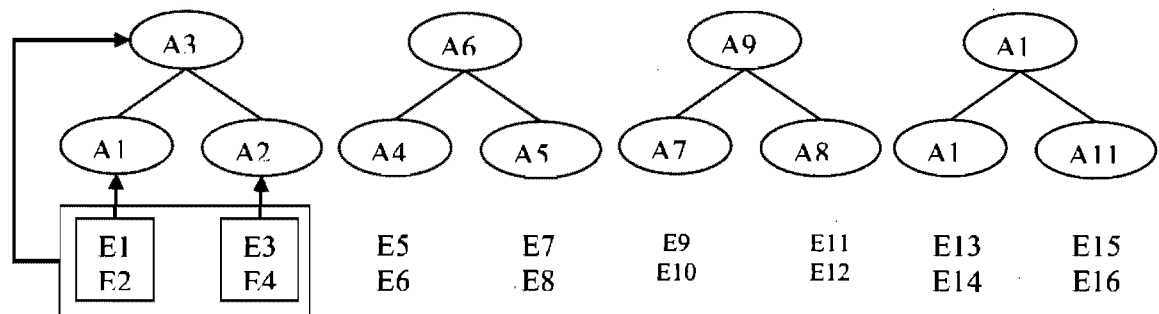 A3 A6 A9 A1
A1 A2 A4 A5 A7 A8 A1 A11
E1 E3 E5 E7 E9 E11 E13 E15
E2 E4 E6 E8 E10 E12 E14 E16